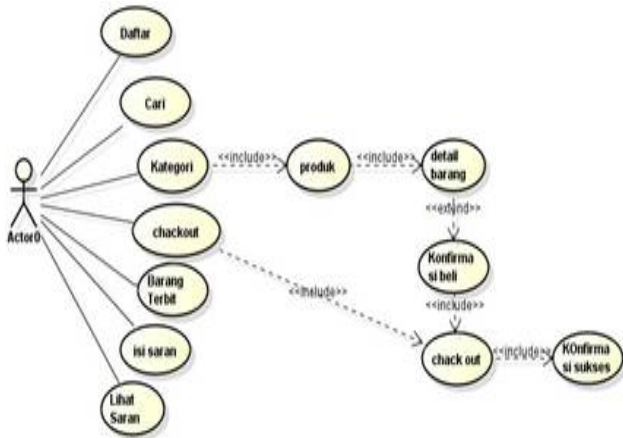 Daftar
Cari
Kategori
<<include>>
produk
<<include>>
detail
barang
<<extend>>
Actor0
chackout
Konfirma
si beli
Barang
Terbit
<<include>>
<<include>>
isi saran
chack out
<<include>>
KOnfirma
si sukses
Lihat
Saran